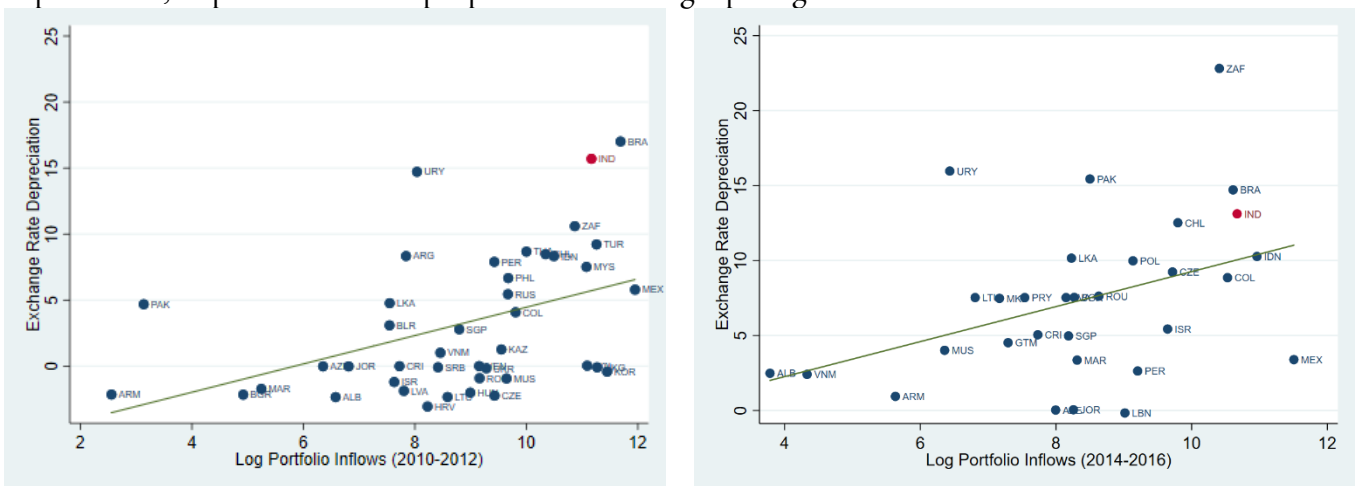 25
20
15
10
5
0
Exchange Rate Depreciation
BRA
IND
URY
ZAF
TUR
ARG
PER
MYS
PHL
RUS
MEX
PAK
LKA
COL
BLR
SGP
KAZ
VNM
JOR
CRI
SRB
KOR
MUS
ISR
LVA
ARM
BGR
ALB
CZE
HRV
2 4 6 8 10 12
Log Portfolio Inflows (2010-2012)
25
20
15
10
5
0
Exchange Rate Depreciation
ZAF
URY
PAK
BRA
IND
CHL
LKA
POL
IDN
CZE
COL
ROU
PRY
ISR
CRI
SGP
GTM
MUS
MAR
MEX
PER
ALB
VNM
ARM
JOR
LBN
4 6 8 10 12
Log Portfolio Inflows (2014-2016)